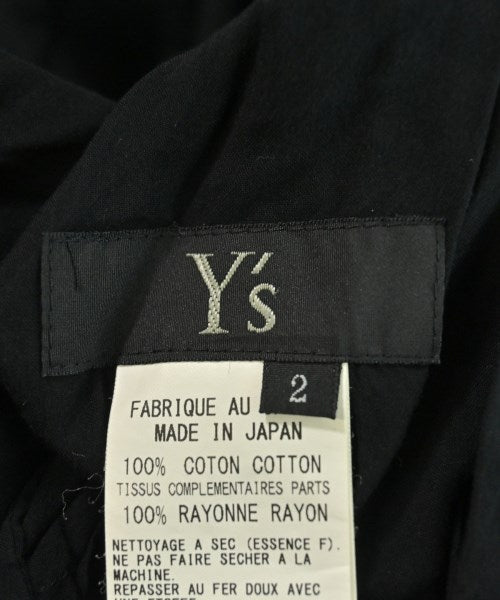 Y's
2
FABRIQUE AU
MADE IN JAPAN
100% COTON COTTON
TISSUS COMPLEMENTAIRES PARTS
100% RAYONNE RAYON
NETTOYAGE A SEC (ESSENCE F).
NE PAS FAIRE SECHER A LA
MACHINE.
REPASSER AU FER DOUX AVEC